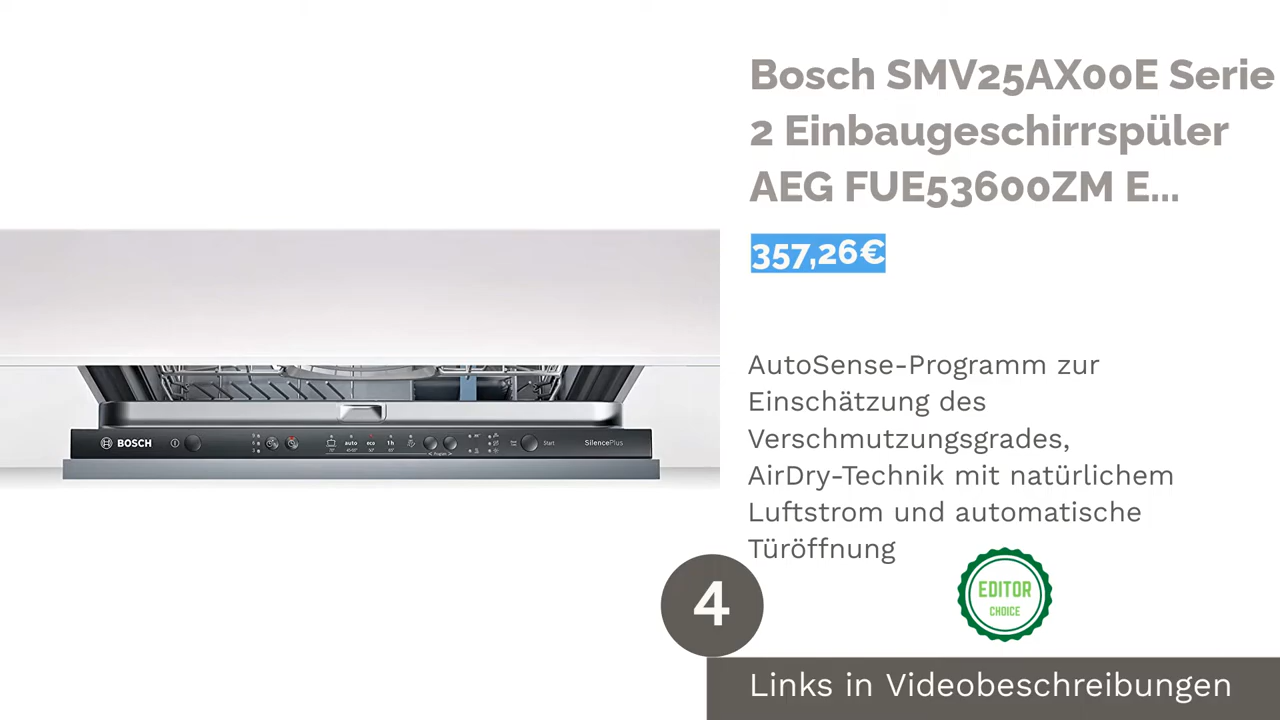 Bosch SMV25AX00E Serie
2 Einbaugeschirrspüler
AEG FUE53600ZM E...
357,26€
AutoSense-Programm zur
Einschätzung des
Verschmutzungsgrades,
AirDry-Technik mit natürlichem
Luftstrom und automatische
Türöffnung
BOSCH
auto eco 1h
Start
SilencePlus
EDITOR
CHOICE
4
Links in Videobeschreibungen